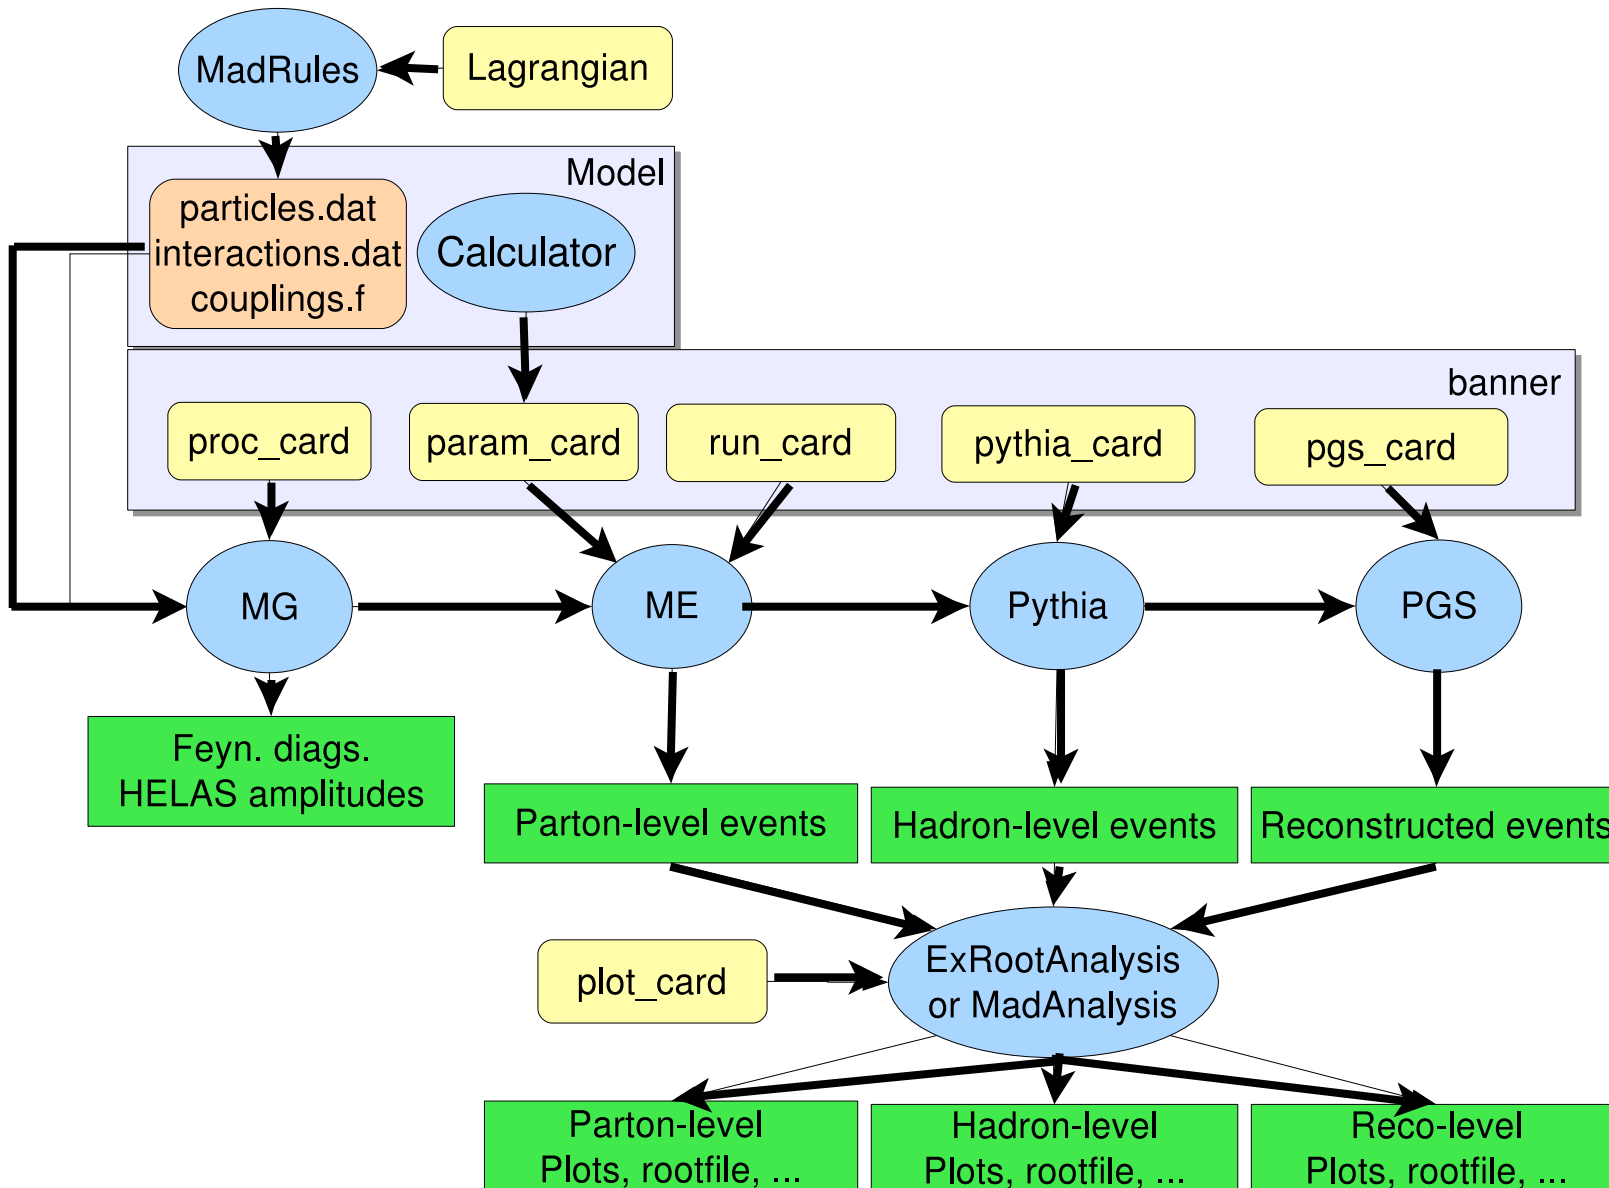 MadRules
Lagrangian
Model
particles.dat
interactions.dat
couplings.f
Calculator
banner
proc_card
param_card
run_card
pythia_card
pgs_card
MG
ME
Pythia
PGS
Feyn. diags.
HELAS amplitudes
Parton-level events
Hadron-level events
Reconstructed events
plot_card
ExRootAnalysis
or MadAnalysis
Parton-level
Plots, rootfile, ...
Hadron-level
Plots, rootfile, ...
Reco-level
Plots, rootfile, ...